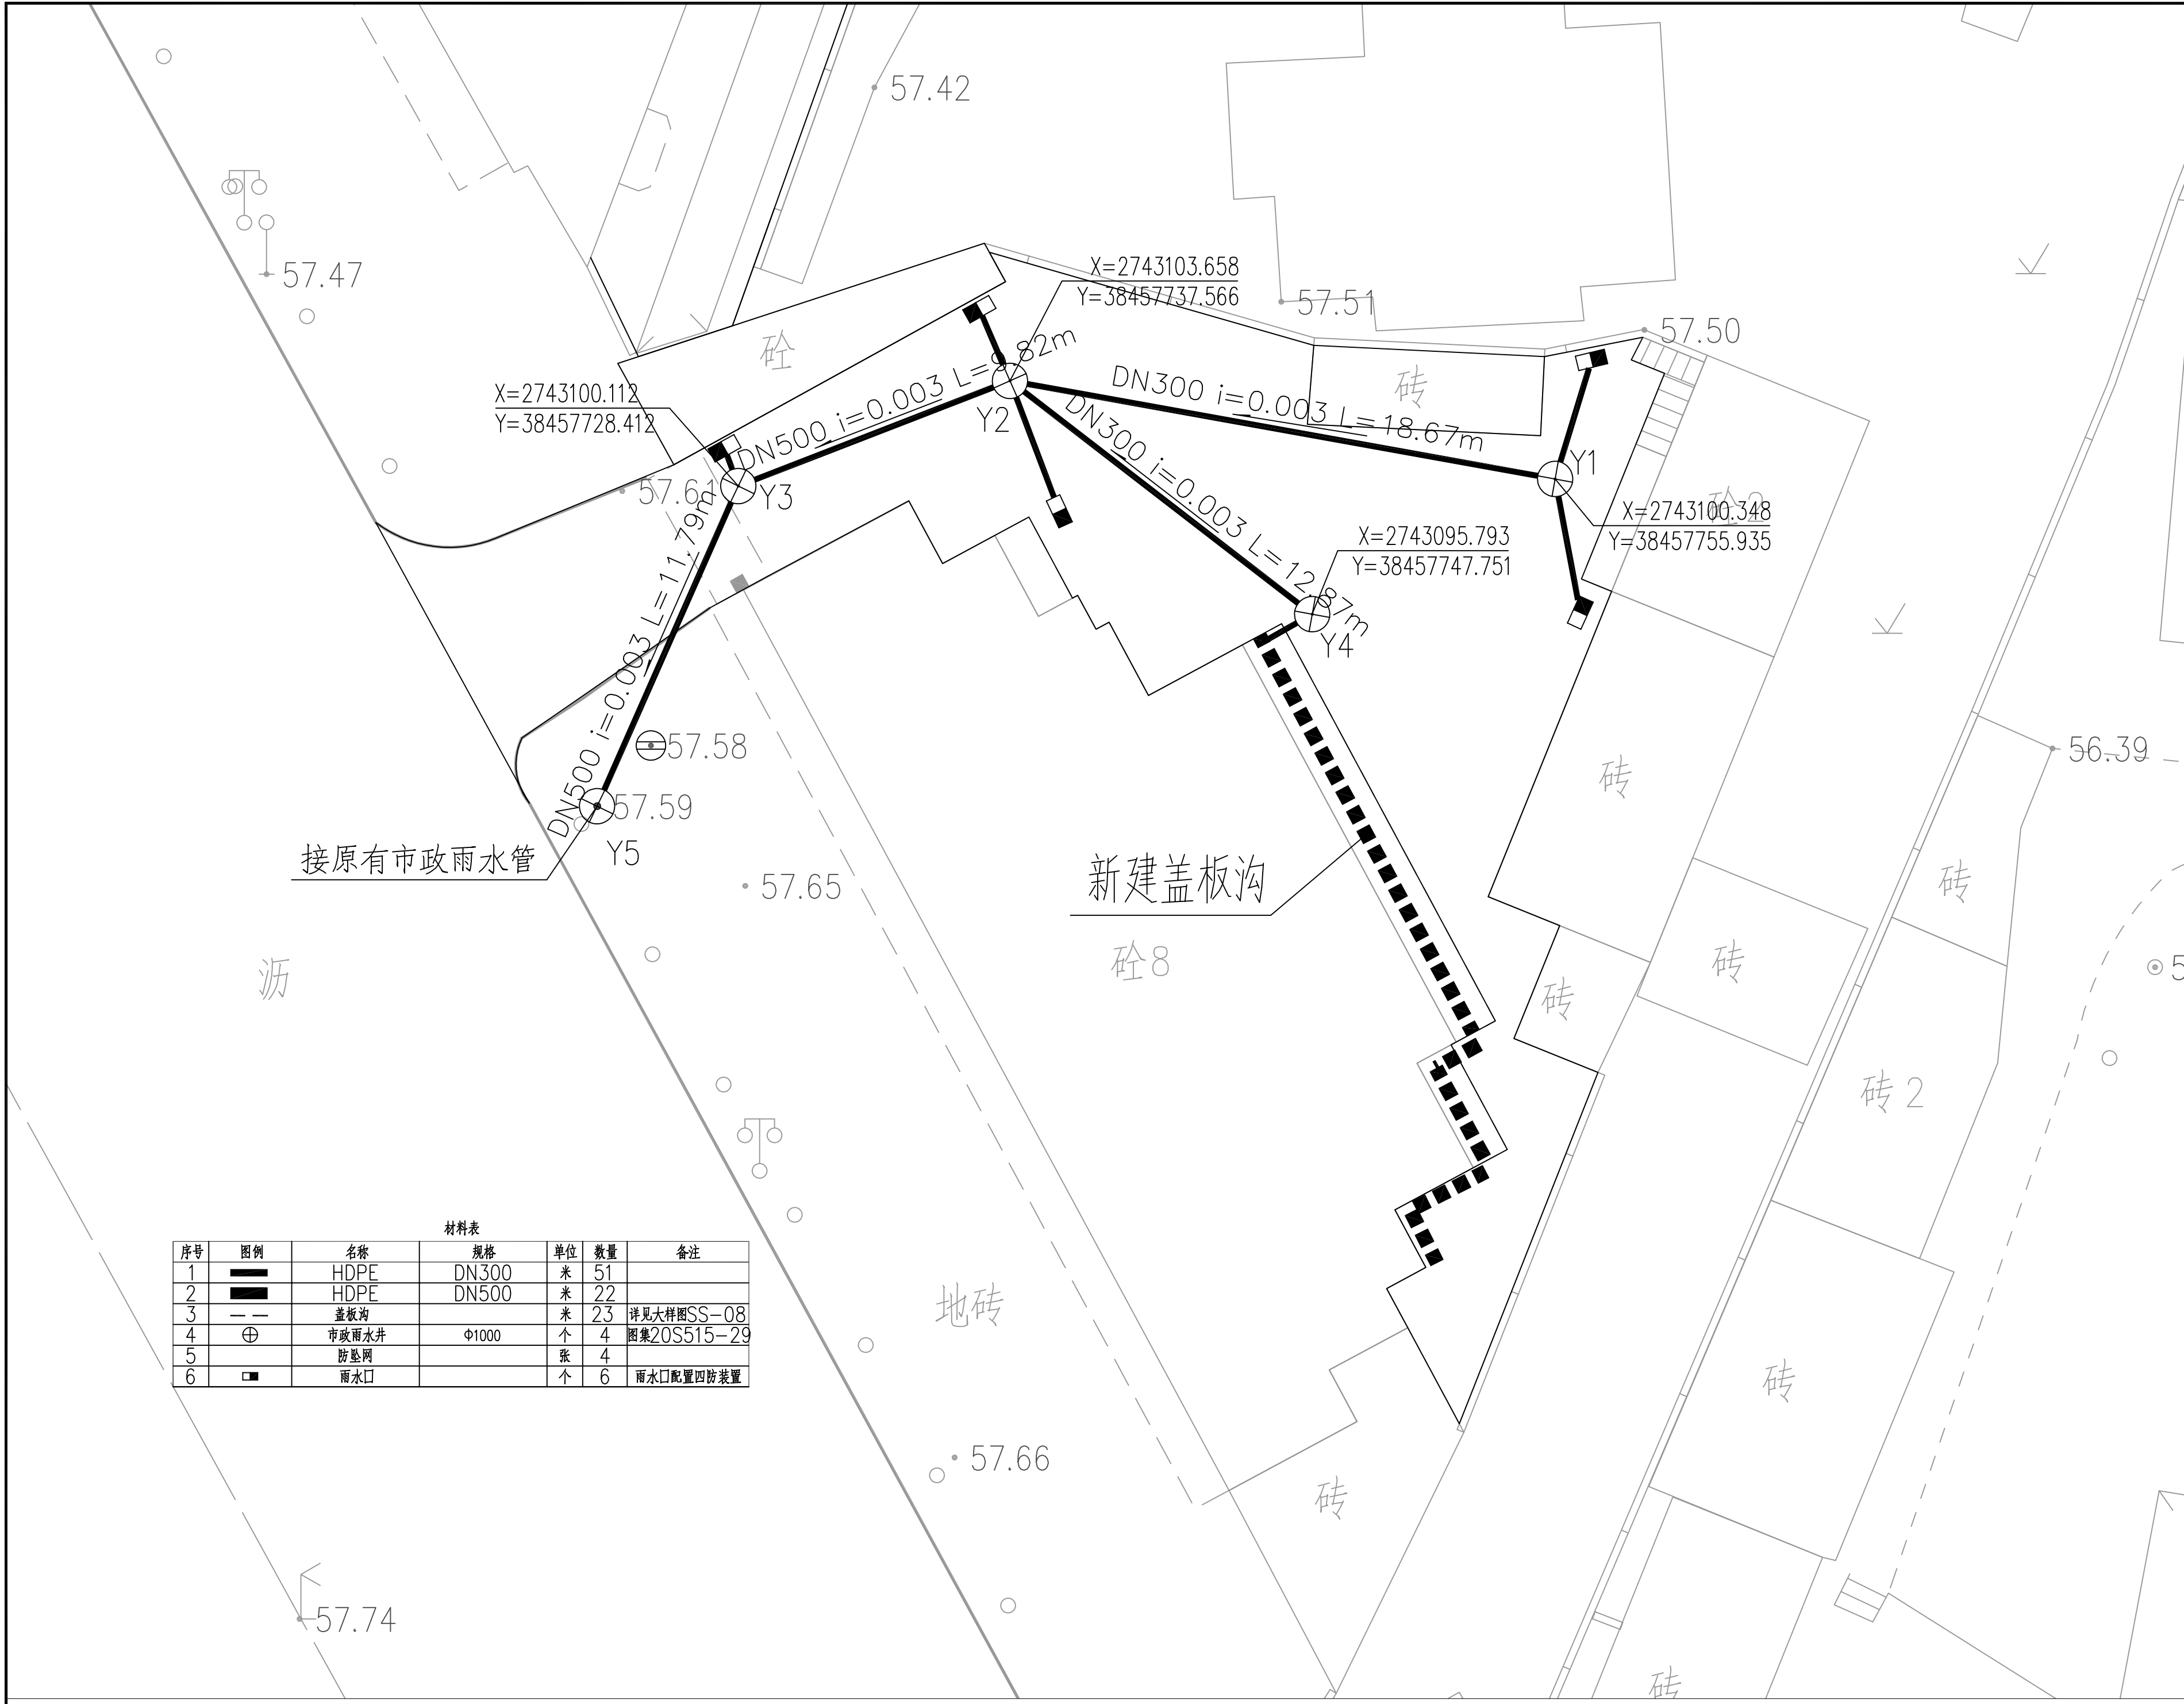 57.42
57.47
X=2743103.658
Y=38457737.566
57.51
57.50
砼
砖
X=2743100.112
Y=38457728.412
DN500 i=0.003 L=9.82m
Y2
DN300 i=0.003 L=18.67m
Y1
57.61
Y3
DN300 i=0.003 L=12.87m
砼2
X=2743100.348
Y=38457755.935
X=2743095.793
Y=38457747.751
Y4
DN500 i=0.003 L=11.79m
57.58
57.59
Y5
接原有市政雨水管
56.39
砖
57.65
新建盖板沟
砖
沥
砼8
砖
砖
5
砖2
材料表
序号 图例 名称 规格 单位 数量 备注
1 HDPE DN300 米 51
2 HDPE DN500 米 22
3 盖板沟 米 23 详见大样图SS-08
4 市政雨水井 Φ1000 个 4 图集20S515-29
5 防坠网 张 4
6 雨水口 个 6 雨水口配置四防装置
地砖
砖
57.66
砖
57.74
砖